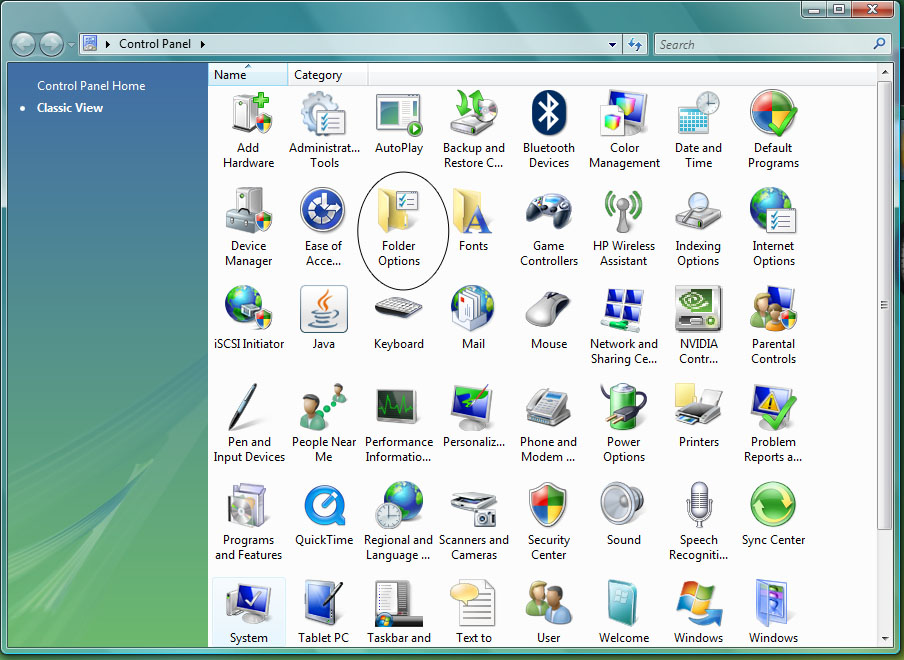 Control Panel
Search
Control Panel Home
Classic View
Name Category
Add Hardware
Administrat... Tools
AutoPlay
Backup and Restore C...
Bluetooth Devices
Color Management
Date and Time
Default Programs
Device Manager
Ease of Acce...
Folder Options
Fonts
Game Controllers
HP Wireless Assistant
Indexing Options
Internet Options
iSCSI Initiator
Java
Keyboard
Mail
Mouse
Network and Sharing Ce...
NVIDIA Contr...
Parental Controls
Pen and Input Devices
People Near Me
Performance Informatio...
Personaliz...
Phone and Modem ...
Power Options
Printers
Problem Reports a...
Programs and Features
QuickTime
Regional and Language ...
Scanners and Cameras
Security Center
Sound
Speech Recogniti...
Sync Center
System
Tablet PC
Taskbar and
Text to
User
Welcome
Windows
Windows